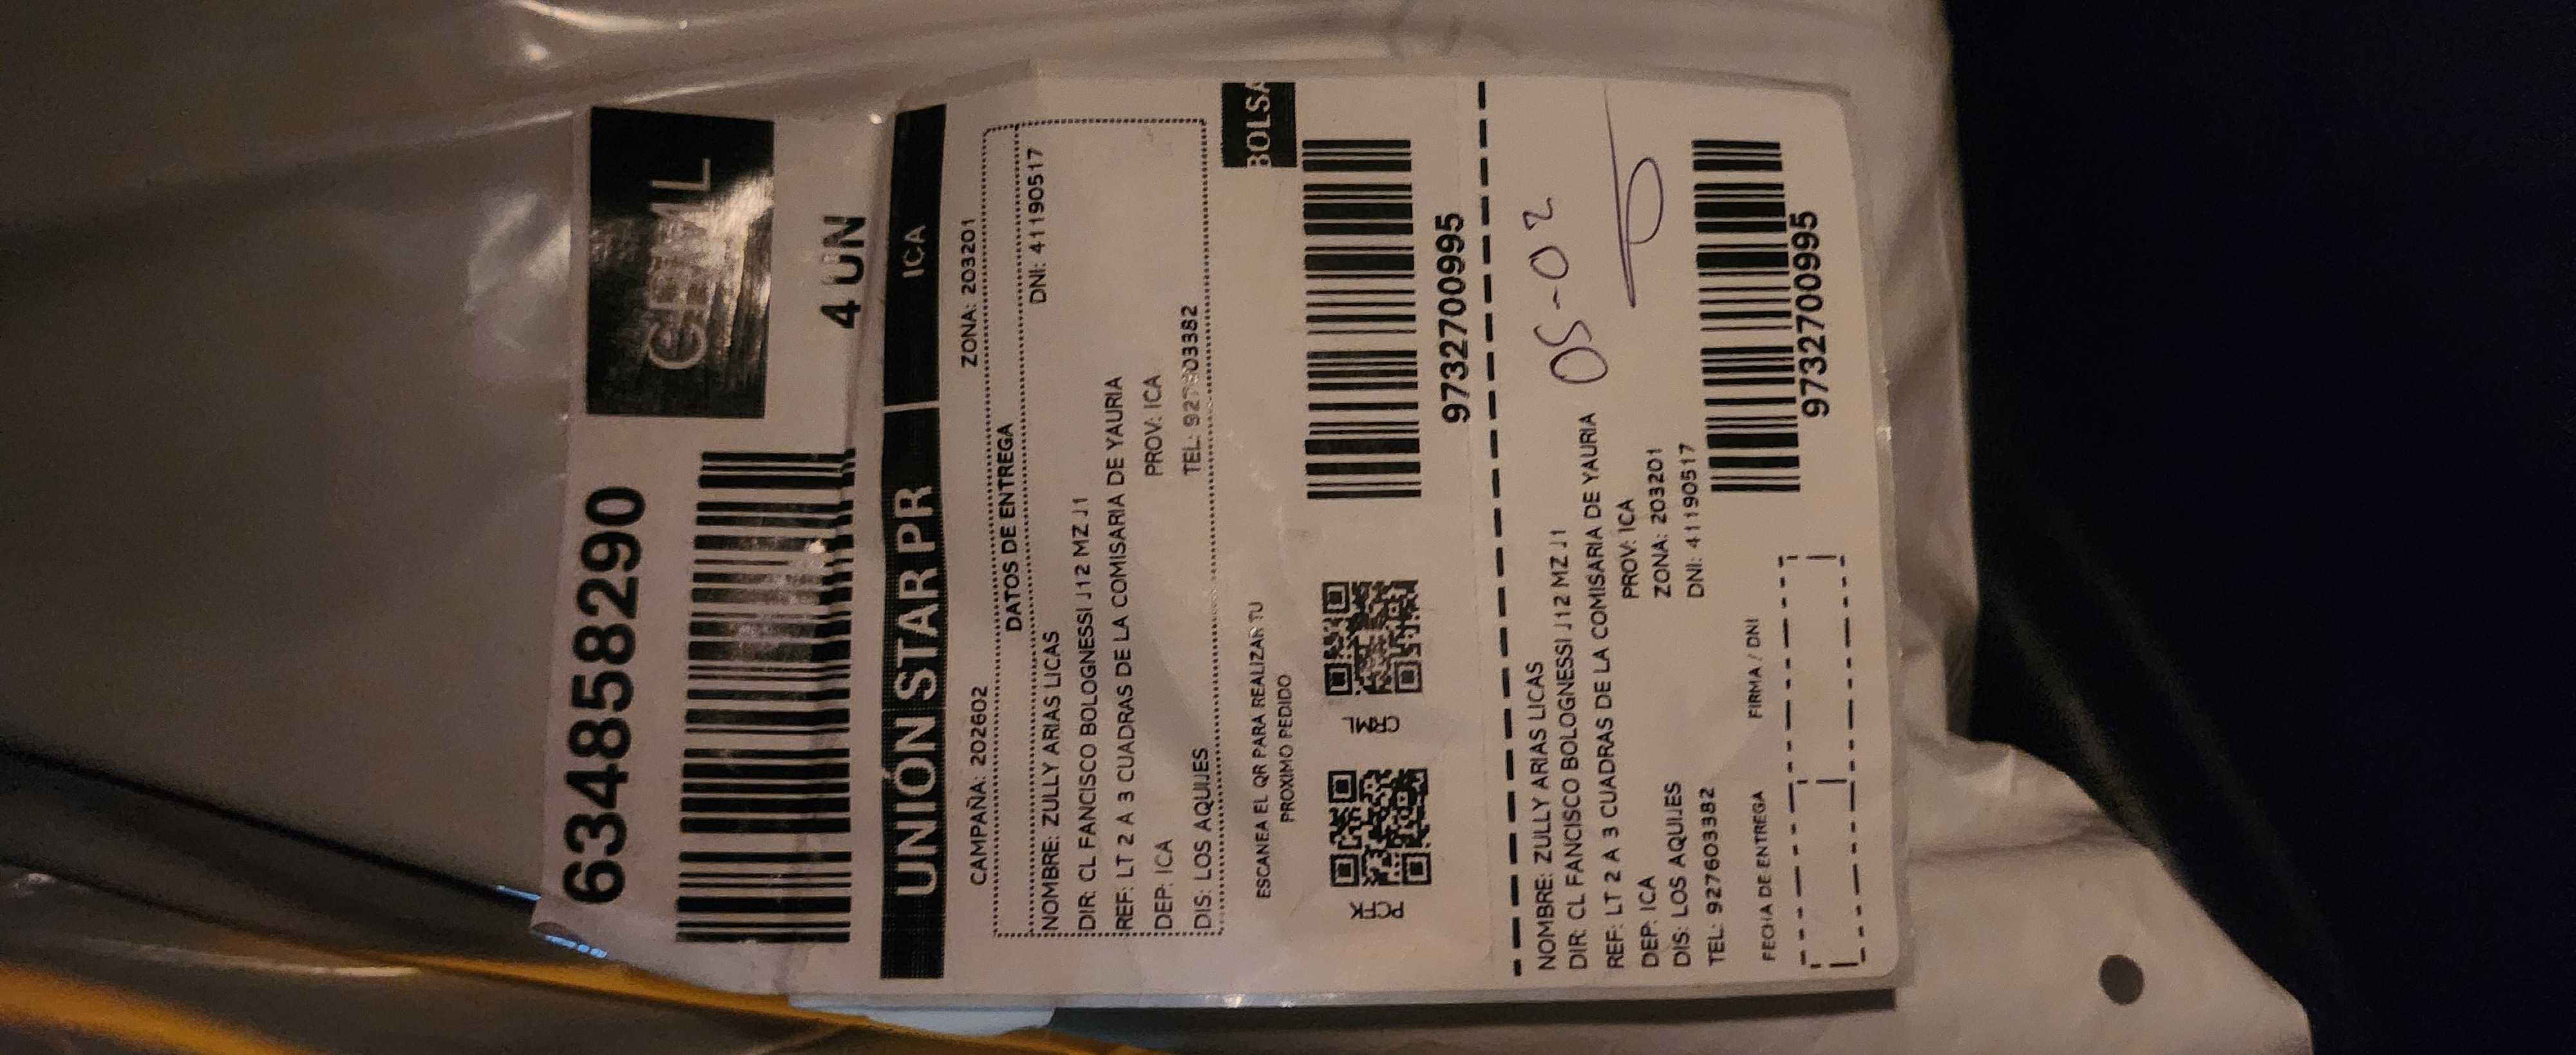 6348582290
4 UN
UNIÓN STAR PR ICA
CAMPAÑA: 202602 ZONA: 203201
DATOS DE ENTREGA
NOMBRE: ZULLY ARIAS LICAS DNI: 41190517
DIR: CL FANCISCO BOLOGNESSI J12 MZ J1
REF: LT 2 A 3 CUADRAS DE LA COMISARIA DE YAURIA
DEP: ICA PROV: ICA
DIS: LOS AQUIJES TEL: 927603382
BOLSA
ESCANEA EL QR PARA REALIZAR TU
PROXIMO PEDIDO
9732700995
NOMBRE: ZULLY ARIAS LICAS
DIR: CL FANCISCO BOLOGNESSI J12 MZ J1
REF: LT 2 A 3 CUADRAS DE LA COMISARIA DE YAURIA
DEP: ICA PROV: ICA
DIS: LOS AQUIJES ZONA: 203201
TEL: 927603382 DNI: 41190517
OS-02
FECHA DE ENTREGA FIRMA / DNI
9732700995